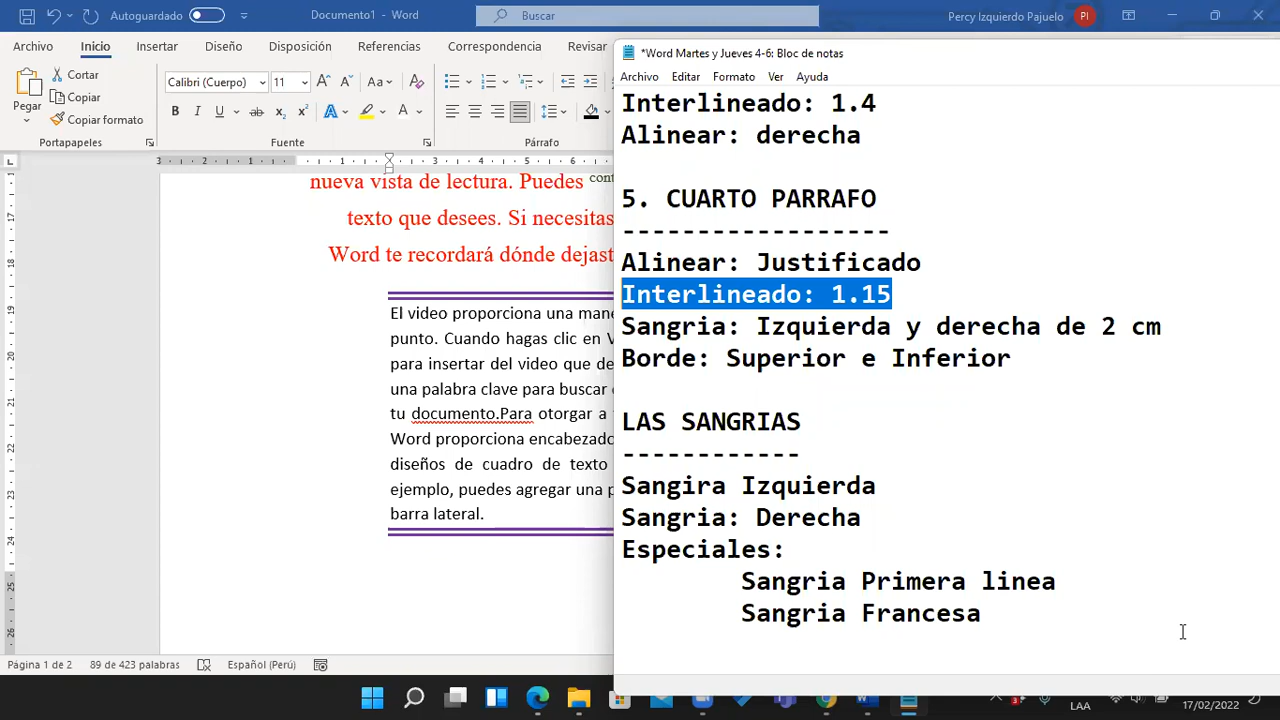 Autoguardado
Documento1 - Word
Buscar
Percy Izquierdo Pajuelo
PI
Archivo Inicio Insertar Diseño Disposición Referencias Correspondencia Revisar
Pegar
Cortar
Copiar
Copiar formato
Portapapeles
Calibri (Cuerpo)
11
Fuente
Párrafo
nueva vista de lectura. Puedes
texto que desees. Si necesitas
Word te recordará dónde dejast
El video proporciona una mane
punto. Cuando hagas clic en V
para insertar del video que de
una palabra clave para buscar
tu documento.Para otorgar a
Word proporciona encabezado
diseños de cuadro de texto
ejemplo, puedes agregar una p
barra lateral.
Página 1 de 2 89 de 423 palabras Español (Perú)
*Word Martes y Jueves 4-6: Bloc de notas
Archivo Editar Formato Ver Ayuda
Interlineado: 1.4
Alinear: derecha
5. CUARTO PARRAFO
------------------
Alinear: Justificado
Interlineado: 1.15
Sangria: Izquierda y derecha de 2 cm
Borde: Superior e Inferior
LAS SANGRIAS
------------
Sangira Izquierda
Sangria: Derecha
Especiales:
Sangria Primera linea
Sangria Francesa
LAA
17/02/2022